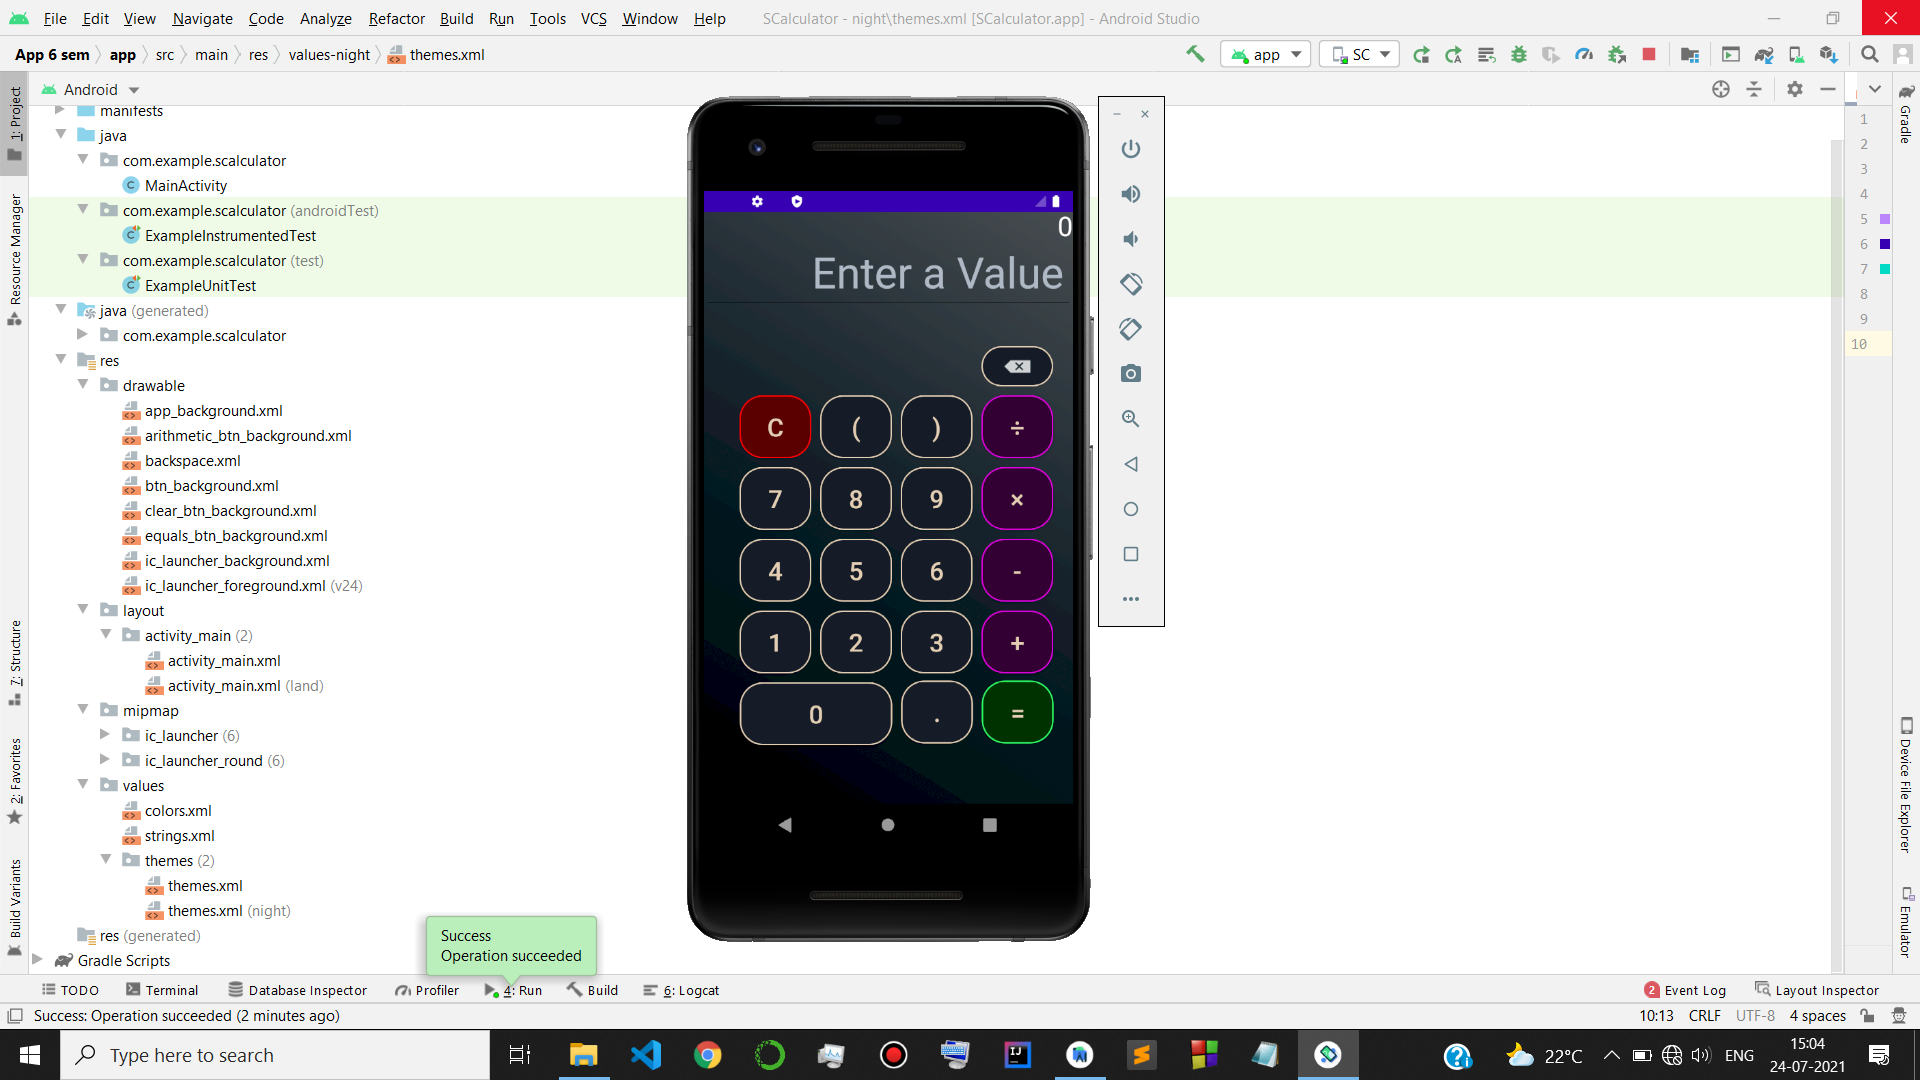 File Edit View Navigate Code Analyze Refactor Build Run Tools VCS Window Help SCalculator - night\themes.xml [SCalculator.app] - Android Studio
App 6 sem app src main res values-night themes.xml app SC
Android
1: Project
Resource Manager
7: Structure
2: Favorites
Build Variants
manifests
java
com.example.scalculator
MainActivity
com.example.scalculator (androidTest)
ExampleInstrumentedTest
com.example.scalculator (test)
ExampleUnitTest
java (generated)
com.example.scalculator
res
drawable
app_background.xml
arithmetic_btn_background.xml
backspace.xml
btn_background.xml
clear_btn_background.xml
equals_btn_background.xml
ic_launcher_background.xml
ic_launcher_foreground.xml (v24)
layout
activity_main (2)
activity_main.xml
activity_main.xml (land)
mipmap
ic_launcher (6)
ic_launcher_round (6)
values
colors.xml
strings.xml
themes (2)
themes.xml
themes.xml (night)
res (generated)
Gradle Scripts
0
Enter a Value
C ( ) ÷
7 8 9 ×
4 5 6 -
1 2 3 +
0 . =
1
2
3
4
5
6
7
8
9
10
Gradle
Device File Explorer
Emulator
Success
Operation succeeded
TODO Terminal Database Inspector Profiler 4: Run Build 6: Logcat 2 Event Log Layout Inspector
Success: Operation succeeded (2 minutes ago) 10:13 CRLF UTF-8 4 spaces
Type here to search 22°C ENG
15:04
24-07-2021